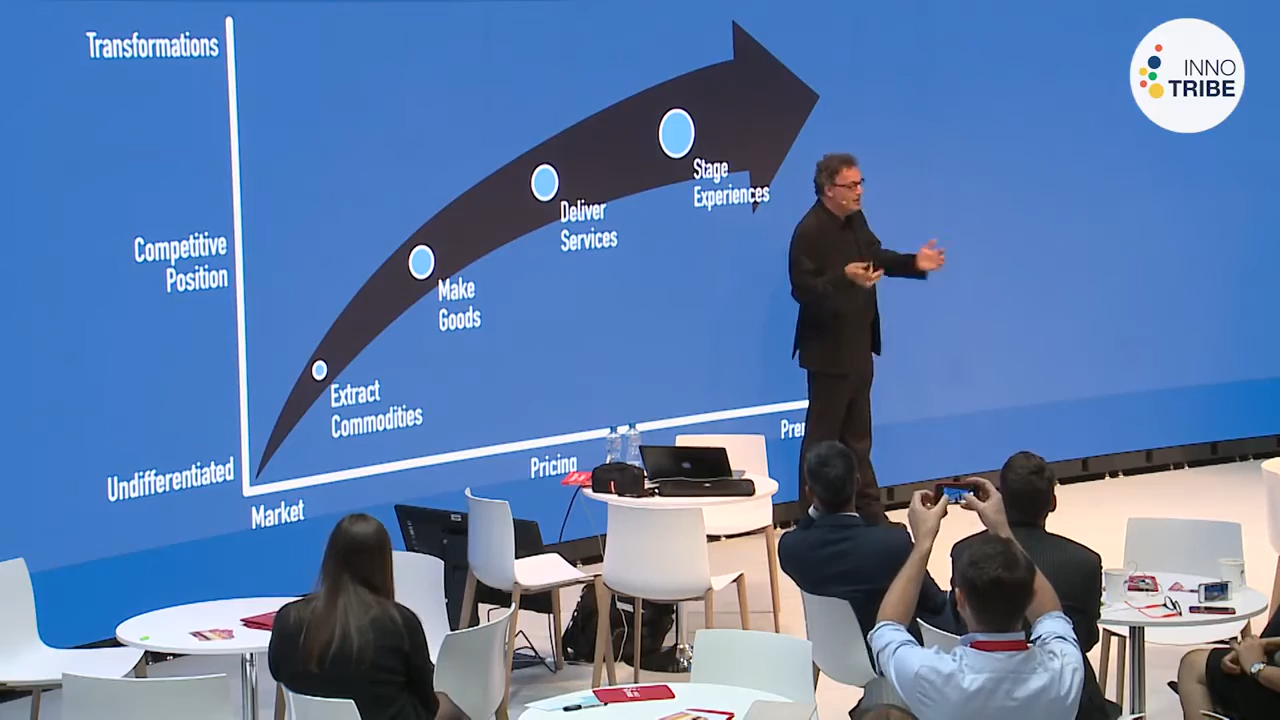 Transformations
INNO
TRIBE
Stage
Experiences
Deliver
Services
Competitive
Position
Make
Goods
Extract
Commodities
Undifferentiated
Pricing
Market